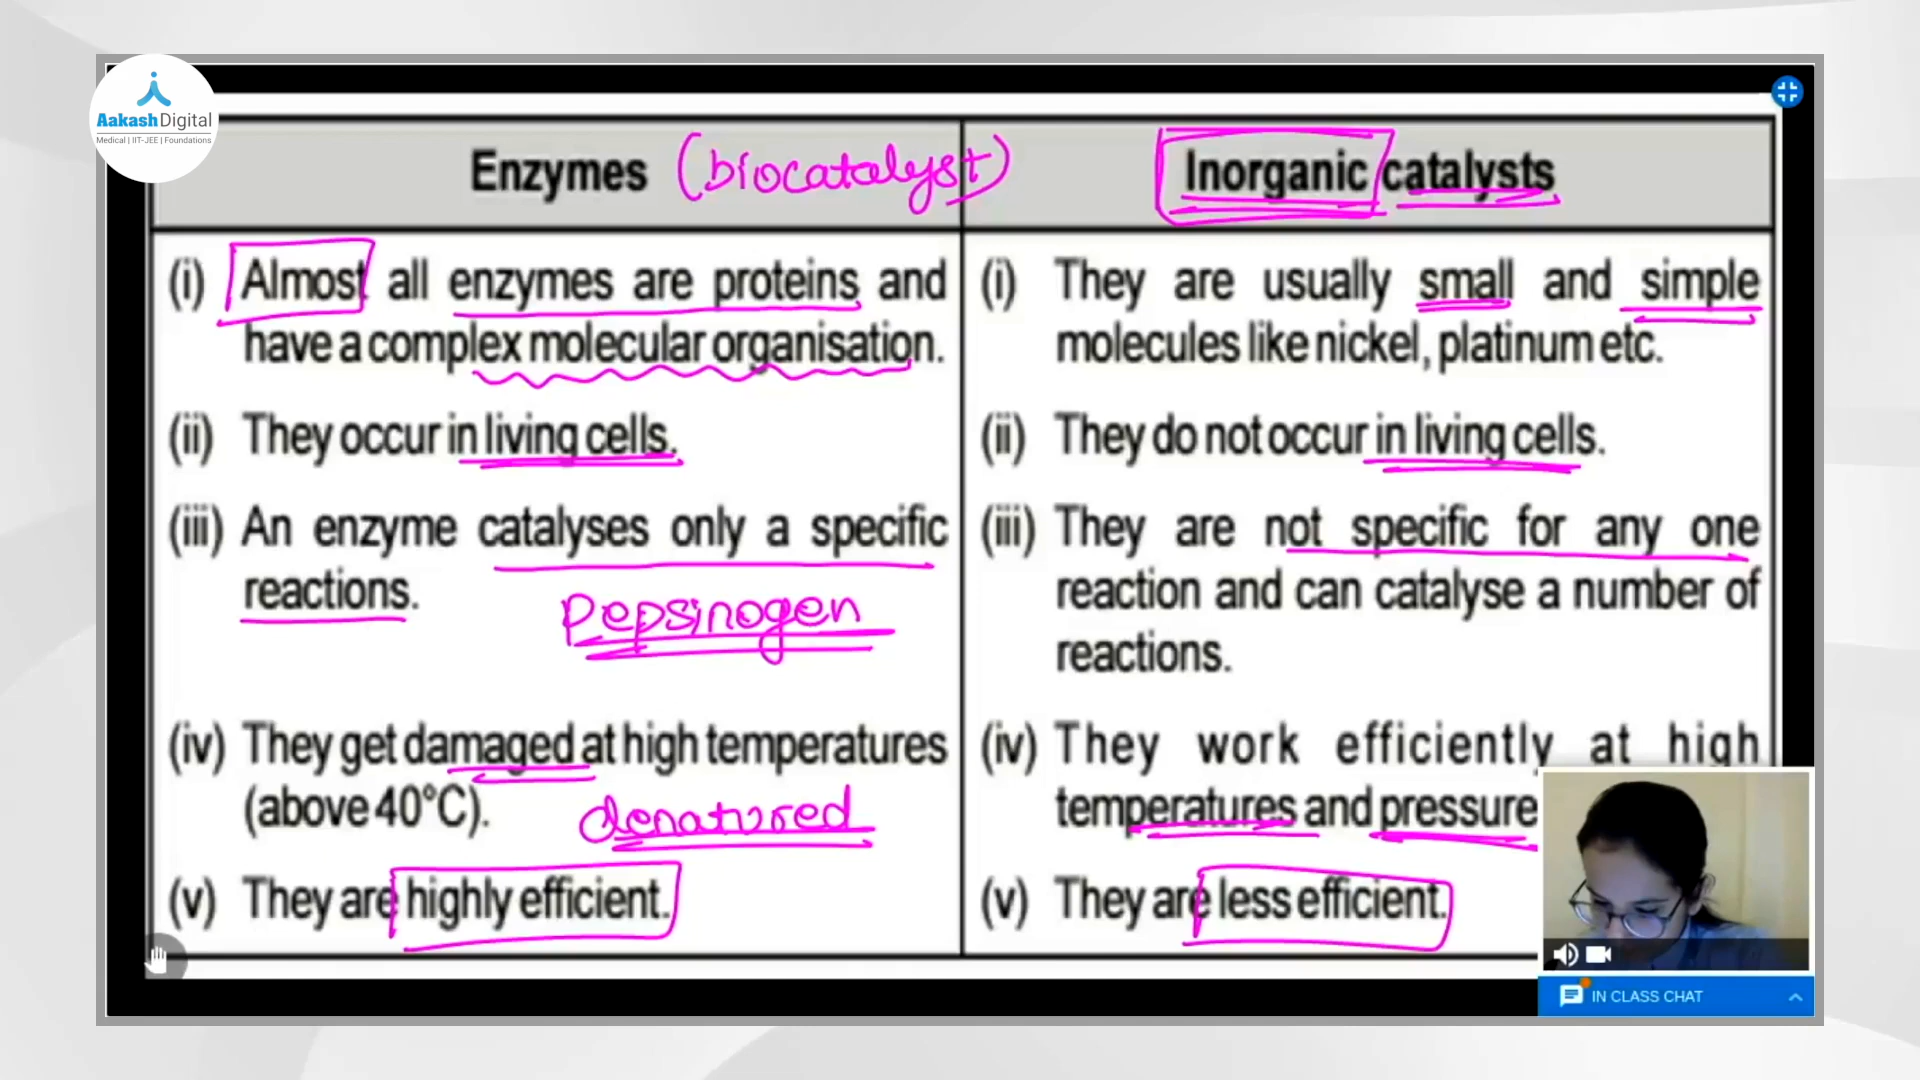 AakashDigital
Medical | IIT-JEE | Foundations
Enzymes (biocatalyst)
Inorganic catalysts
(i) Almost all enzymes are proteins and
have a complex molecular organisation.
(i) They are usually small and simple
molecules like nickel, platinum etc.
(ii) They occur in living cells.
(ii) They do not occur in living cells.
(iii) An enzyme catalyses only a specific
reactions.
Pepsinogen
(iii) They are not specific for any one
reaction and can catalyse a number of
reactions.
(iv) They get damaged at high temperatures
(above 40°C).
denatured
(iv) They work efficiently at high
temperatures and pressure
(v) They are highly efficient.
(v) They are less efficient.
IN CLASS CHAT